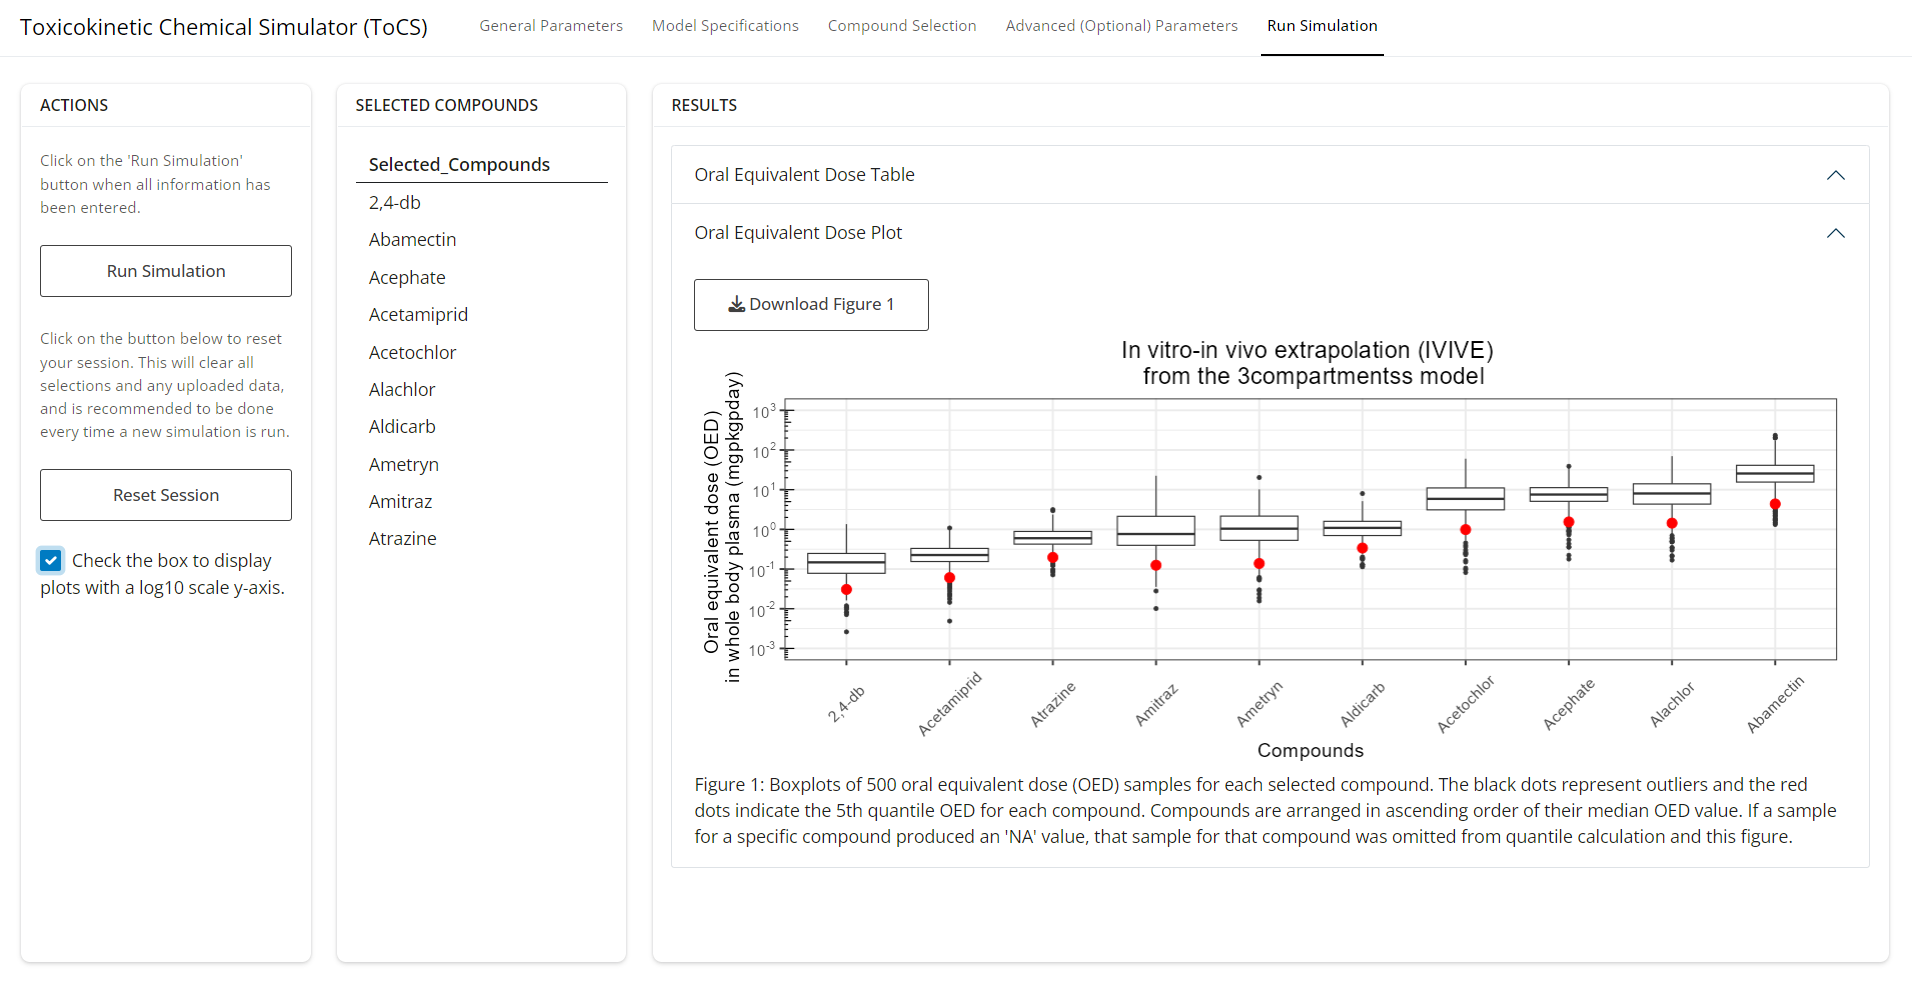 Toxicokinetic Chemical Simulator (ToCS)
General Parameters
Model Specifications
Compound Selection
Advanced (Optional) Parameters
Run Simulation
ACTIONS
Click on the 'Run Simulation'
button when all information has
been entered.
Run Simulation
Click on the button below to reset
your session. This will clear all
selections and any uploaded data,
and is recommended to be done
every time a new simulation is run.
Reset Session
Check the box to display
plots with a log10 scale y-axis.
SELECTED COMPOUNDS
Selected_Compounds
2,4-db
Abamectin
Acephate
Acetamiprid
Acetochlor
Alachlor
Aldicarb
Ametryn
Amitraz
Atrazine
RESULTS
Oral Equivalent Dose Table
Oral Equivalent Dose Plot
Download Figure 1
In vitro-in vivo extrapolation (IVIVE)
from the 3compartmentss model
Oral equivalent dose (OED)
in whole body plasma (mgpkgpday)
10³
10²
10¹
10⁰
10⁻¹
10⁻²
10⁻³
2,4-db
Acetamiprid
Atrazine
Amitraz
Ametryn
Aldicarb
Acetochlor
Acephate
Alachlor
Abamectin
Compounds
Figure 1: Boxplots of 500 oral equivalent dose (OED) samples for each selected compound. The black dots represent outliers and the red
dots indicate the 5th quantile OED for each compound. Compounds are arranged in ascending order of their median OED value. If a sample
for a specific compound produced an 'NA' value, that sample for that compound was omitted from quantile calculation and this figure.